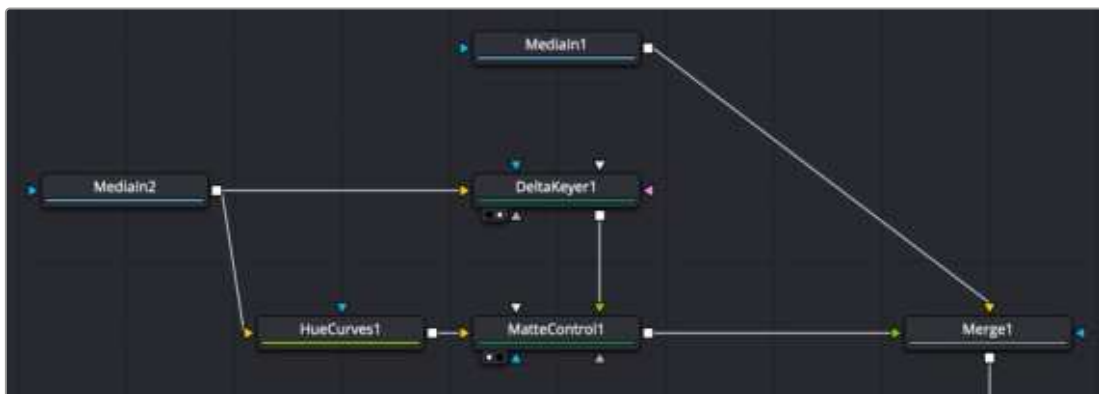 MediaIn1
MediaIn2
DeltaKeyer1
HueCurves1
MatteControl1
Merge1